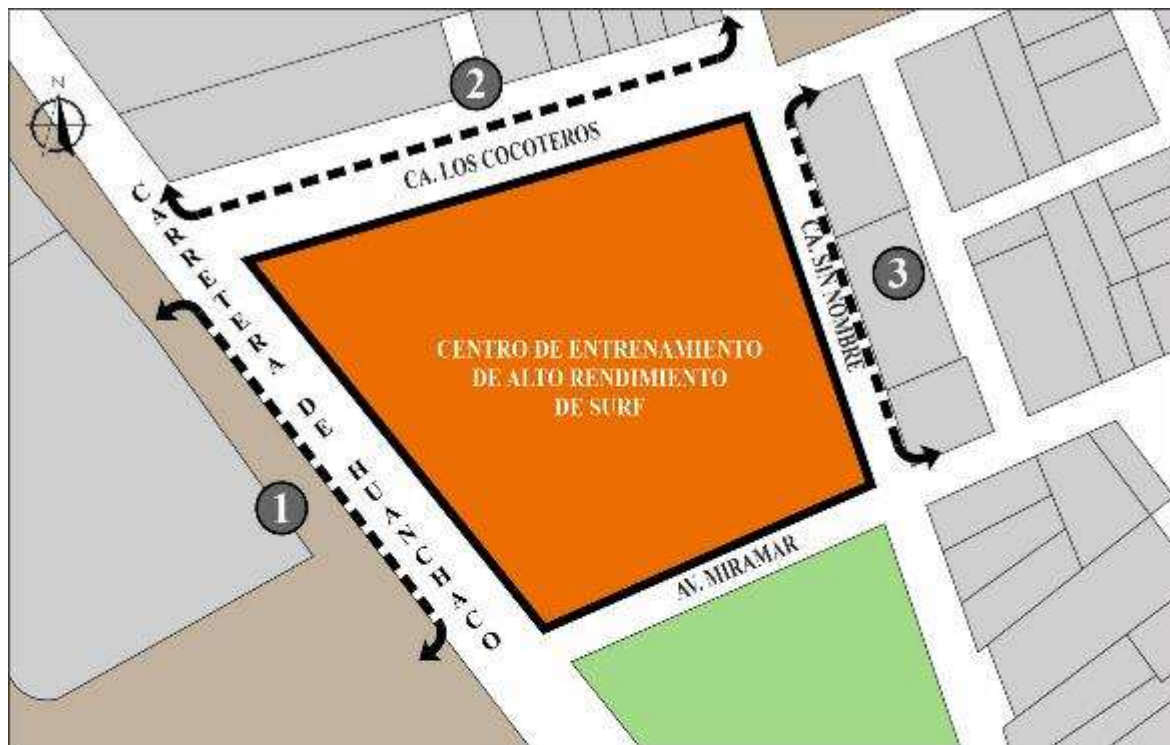 N
2
CA. LOS COCOTEROS
CARRETERA DE HUANCHACO
CA. SIN NOMBRE
3
CENTRO DE ENTRENAMIENTO
DE ALTO RENDIMIENTO
DE SURF
1
AV. MIRAMAR